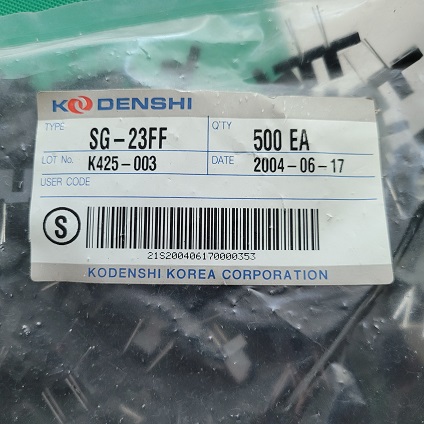 KODENSHI
TYPE SG-23FF Q'TY 500 EA
LOT No. K425-003 DATE 2004-06-17
USER CODE
S
21S200406170000353
KODENSHI KOREA CORPORATION